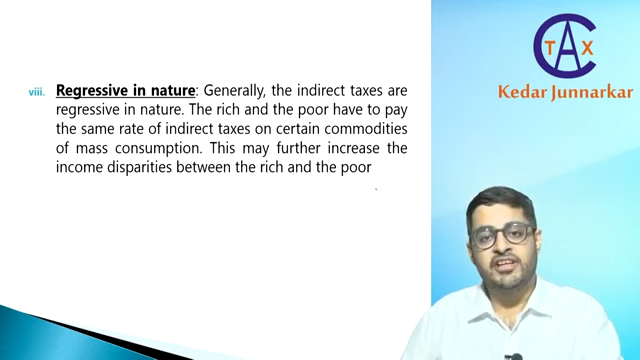 viii. Regressive in nature: Generally, the indirect taxes are
regressive in nature. The rich and the poor have to pay
the same rate of indirect taxes on certain commodities
of mass consumption. This may further increase the
income disparities between the rich and the poor
C TAX
Kedar Junnarkar